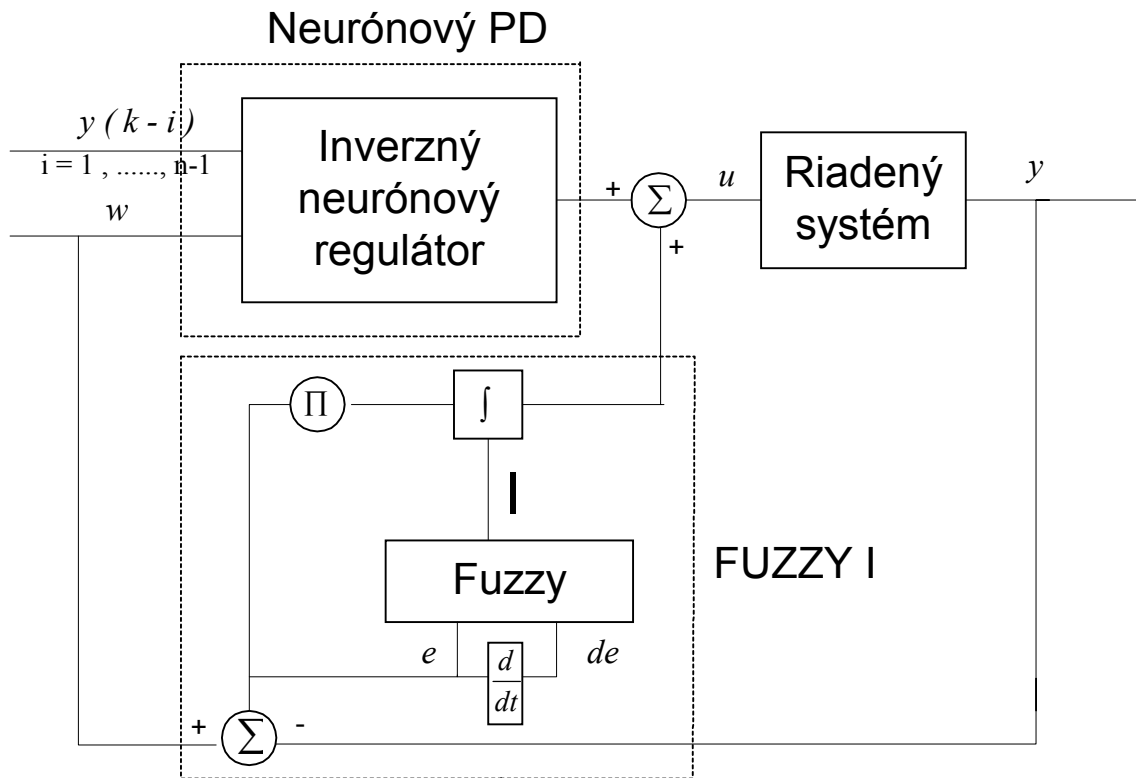 Neurónový PD
y ( k - i )
i = 1 , ......, n-1
w
Inverzný
neurónový
regulátor
+
Σ
+
u
Riadený
systém
y
Π
∫
I
Fuzzy
FUZZY I
e
d
dt
de
+
Σ
-